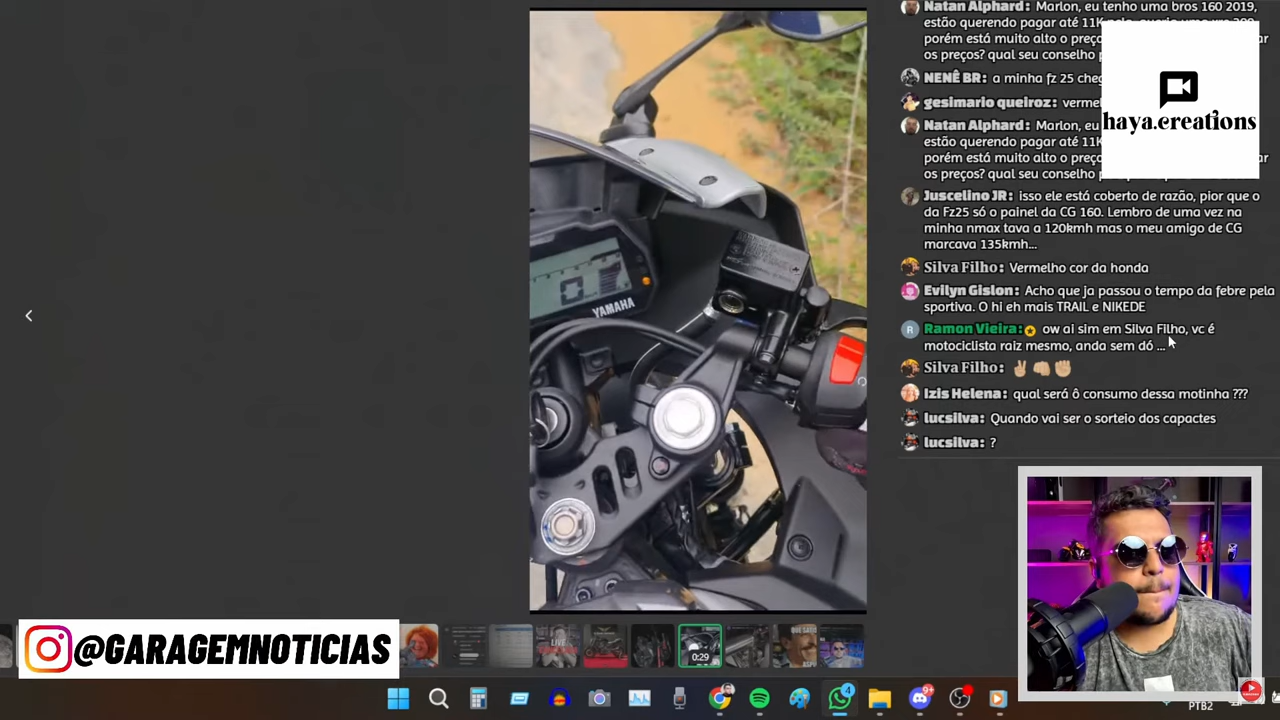 Natan Alphard: Marlon, eu tenho uma bros 160 2019,
estão querendo pagar até 11K
porém está muito alto o preço
os preços? qual seu conselho
NENÊ BR: a minha fz 25
gesimario queiroz:
Natan Alphard: Marlon, eu
estão querendo pagar até 11K
porém está muito alto o preço
os preços? qual seu conselho
haya.creations
Juscelino JR: isso ele está coberto de razão, pior que o
da Fz25 só o painel da CG 160. Lembro de uma vez na
minha nmax tava a 120kmh mas o meu amigo de CG
marcava 135kmh...
Silva Filho: Vermelho cor da honda
Evilyn Gislon: Acho que ja passou o tempo da febre pela
sportiva. O hi eh mais TRAIL e NIKEDE
R Ramon Vieira: ow ai sim em Silva Filho, vc é
motociclista raiz mesmo, anda sem dó ...
Silva Filho: ✌🏼👊🏼✊🏼
Izis Helena: qual será ô consumo dessa motinha ???
lucsilva: Quando vai ser o sorteio dos capactes
lucsilva: ?
YAMAHA
@GARAGEMNOTICIAS
LIVE
0:29
4
9+
PTB2